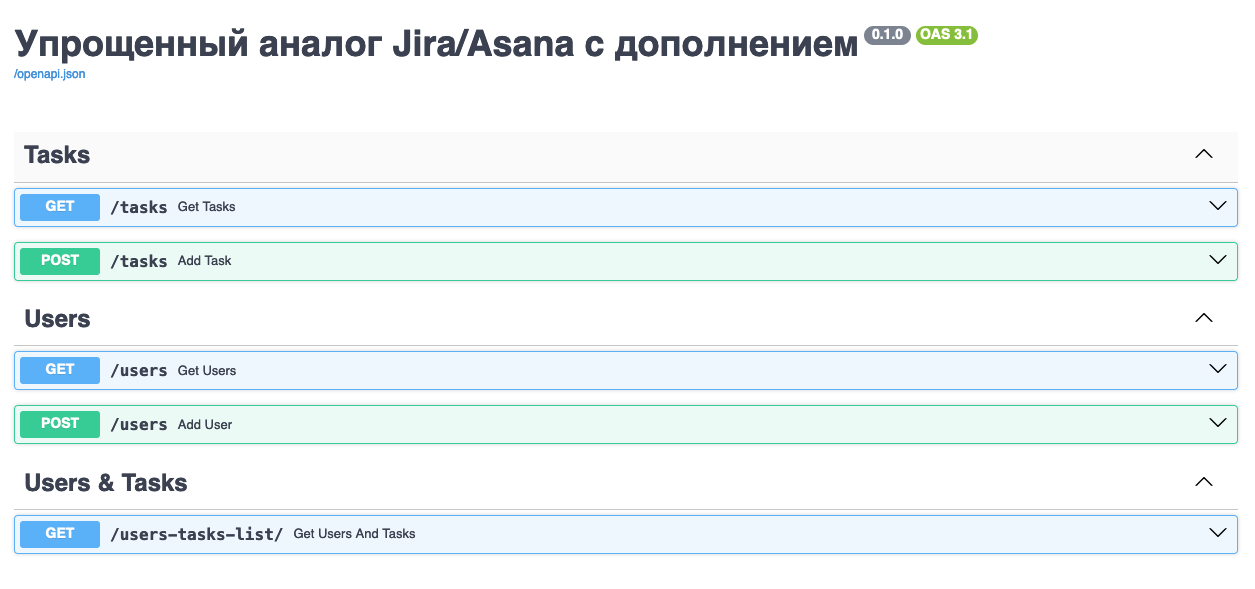 Упрощенный аналог Jira/Asana с дополнением 0.1.0 OAS 3.1
/openapi.json
Tasks
GET /tasks Get Tasks
POST /tasks Add Task
Users
GET /users Get Users
POST /users Add User
Users & Tasks
GET /users-tasks-list/ Get Users And Tasks